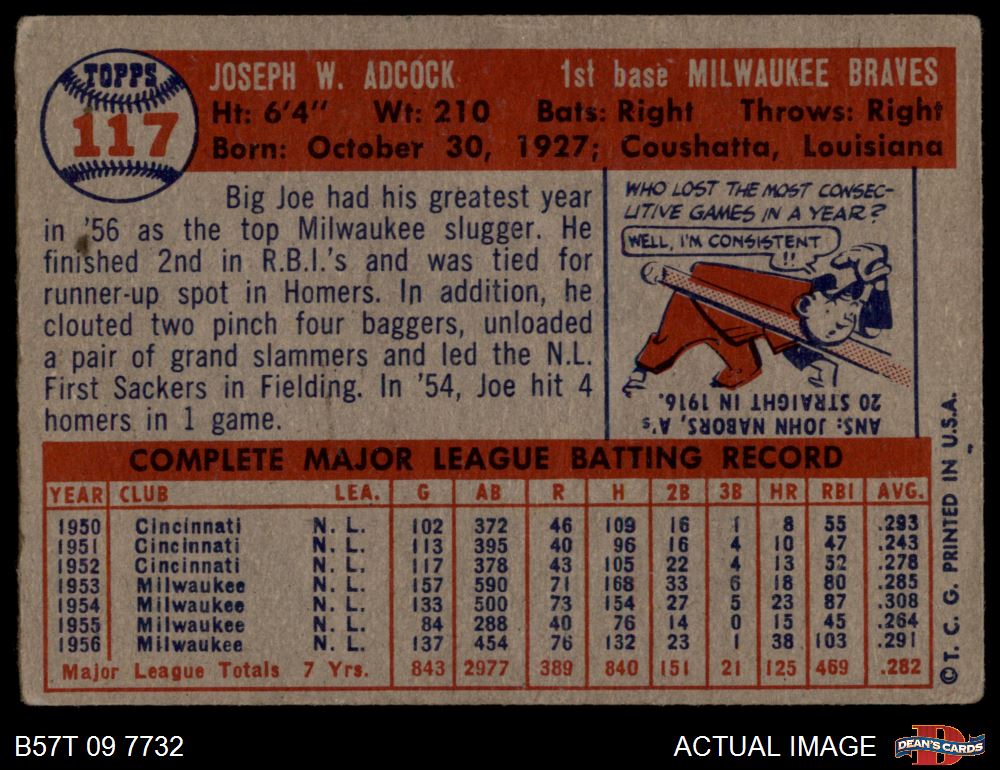 TOPPS
117
JOSEPH W. ADCOCK 1st base MILWAUKEE BRAVES
Ht: 6'4" Wt: 210 Bats: Right Throws: Right
Born: October 30, 1927; Coushatta, Louisiana
Big Joe had his greatest year
in '56 as the top Milwaukee slugger. He
finished 2nd in R.B.I.'s and was tied for
runner-up spot in Homers. In addition, he
clouted two pinch four baggers, unloaded
a pair of grand slammers and led the N.L.
First Sackers in Fielding. In '54, Joe hit 4
homers in 1 game.
WHO LOST THE MOST CONSEC-
UTIVE GAMES IN A YEAR?
WELL, I'M CONSISTENT
!!
ANS: JOHN NABORS, A'S
20 STRAIGHT IN 1916.
COMPLETE MAJOR LEAGUE BATTING RECORD
YEAR CLUB LEA. G AB R H 2B 3B HR RBI AVG.
1950 Cincinnati N. L. 102 372 46 109 16 1 8 55 .293
1951 Cincinnati N. L. 113 395 40 96 16 4 10 47 .243
1952 Cincinnati N. L. 117 378 43 105 22 4 13 52 .278
1953 Milwaukee N. L. 157 590 71 168 33 6 18 80 .285
1954 Milwaukee N. L. 133 500 73 154 27 5 23 87 .308
1955 Milwaukee N. L. 84 288 40 76 14 0 15 45 .264
1956 Milwaukee N. L. 137 454 76 132 23 1 38 103 .291
Major League Totals 7 Yrs. 843 2977 389 840 151 21 125 469 .282
©T. C. G. PRINTED IN U.S.A.
B57T 09 7732
ACTUAL IMAGE
D
DEAN'S CARDS